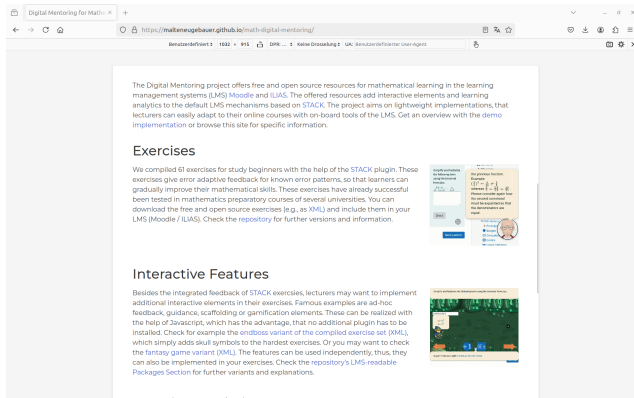 Digital Mentoring for Mathe
https://malteneugebauer.github.io/math-digital-mentoring/
Benutzerdefiniert 1032 × 915 DPR: ... Keine Drosselung UA: Benutzerdefinierter User-Agent
The Digital Mentoring project offers free and open source resources for mathematical learning in the learning
management systems (LMS) Moodle and ILIAS. The offered resources add interactive elements and learning
analytics to the default LMS mechanisms based on STACK. The project aims on lightweight implementations, that
lecturers can easily adapt to their online courses with on-board tools of the LMS. Get an overview with the demo
implementation or browse this site for specific information.
Exercises
We compiled 61 exercises for study beginners with the help of the STACK plugin. These
exercises give error adaptive feedback for known error patterns, so that learners can
gradually improve their mathematical skills. These exercises have already successful
been tested in mathematics preparatory courses of several universities. You can
download the free and open source exercises (e.g., as XML) and include them in your
LMS (Moodle / ILIAS). Check the repository for further versions and information.
Interactive Features
Besides the integrated feedback of STACK exercsies, lecturers may want to implement
additional interactive elements in their exercises. Famous examples are ad-hoc
feedback, guidance, scaffolding or gamification elements. These can be realized with
the help of Javascript, which has the advantage, that no additional plugin has to be
installed. Check for example the endboss variant of the compiled exercise set (XML),
which simply adds skull symbols to the hardest exercises. Or you may want to check
the fantasy game variant (XML). The features can be used independently, thus, they
can also be implemented in your exercises. Check the repository's LMS-readable
Packages Section for further variants and explanations.